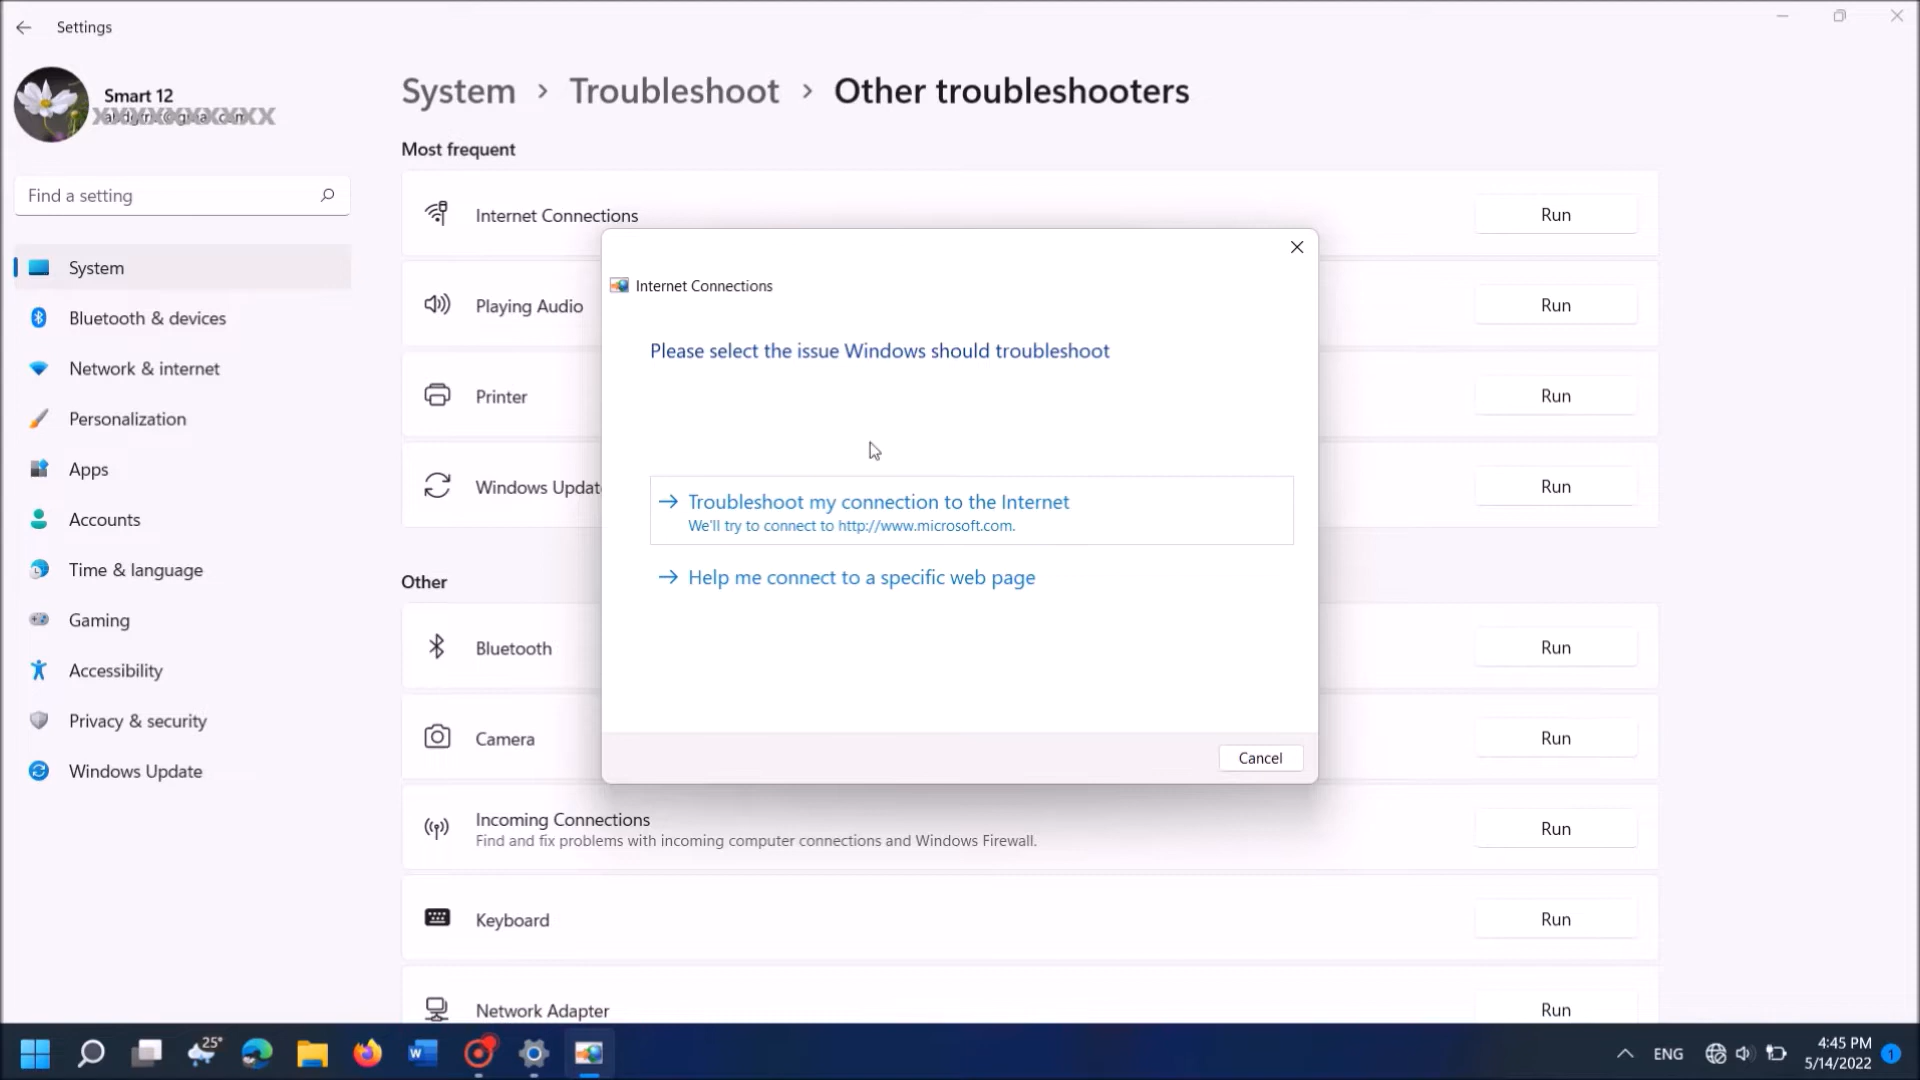 Settings
Smart 12
System > Troubleshoot > Other troubleshooters
Most frequent
Find a setting
System
Bluetooth & devices
Network & internet
Personalization
Apps
Accounts
Time & language
Gaming
Accessibility
Privacy & security
Windows Update
Internet Connections
Run
Playing Audio
Run
Printer
Run
Windows Updat
Run
Other
Bluetooth
Run
Camera
Run
Incoming Connections
Find and fix problems with incoming computer connections and Windows Firewall.
Run
Keyboard
Run
Network Adapter
Run
Internet Connections
Please select the issue Windows should troubleshoot
Troubleshoot my connection to the Internet
We'll try to connect to http://www.microsoft.com.
Help me connect to a specific web page
Cancel
25°
W
ENG
4:45 PM
5/14/2022
1